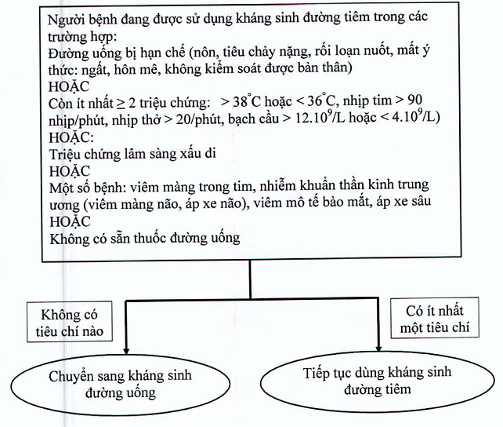 Người bệnh đang được sử dụng kháng sinh đường tiêm trong các
trường hợp:
Đường uống bị hạn chế (nôn, tiêu chảy nặng, rối loạn nuốt, mất ý
thức: ngất, hôn mê, không kiểm soát được bản thân)
HOẶC
Còn ít nhất ≥ 2 triệu chứng:  > 38°C hoặc < 36°C, nhịp tim > 90
nhịp/phút, nhịp thở > 20/phút, bạch cầu > 12.10⁹/L hoặc < 4.10⁹/L)
HOẶC:
Triệu chứng lâm sàng xấu đi
HOẶC
Một số bệnh: viêm màng trong tim, nhiễm khuẩn thần kinh trung
ương (viêm màng não, áp xe não), viêm mô tế bào mắt, áp xe sâu
HOẶC
Không có sẵn thuốc đường uống
Không có
tiêu chí nào
Có ít nhất
một tiêu chí
Chuyển sang kháng sinh
đường uống
Tiếp tục dùng kháng sinh
đường tiêm